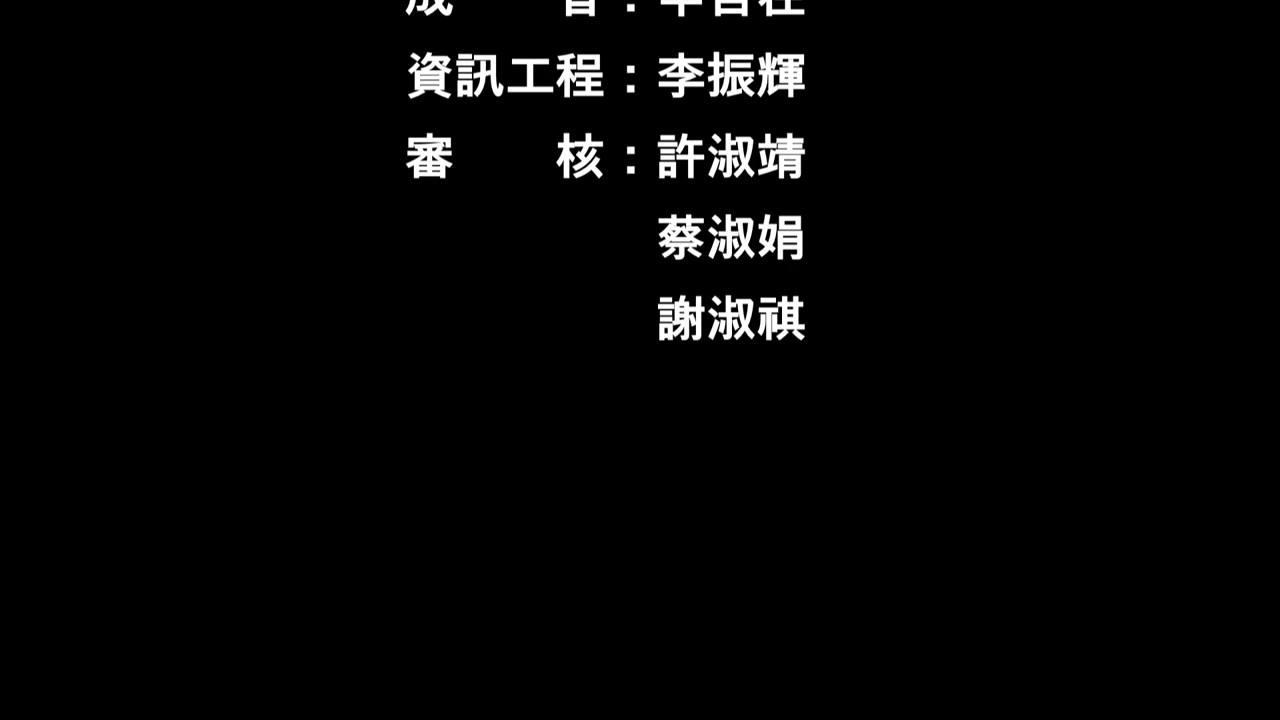 資訊工程：李振輝
審　　核：許淑靖
蔡淑娟
謝淑祺